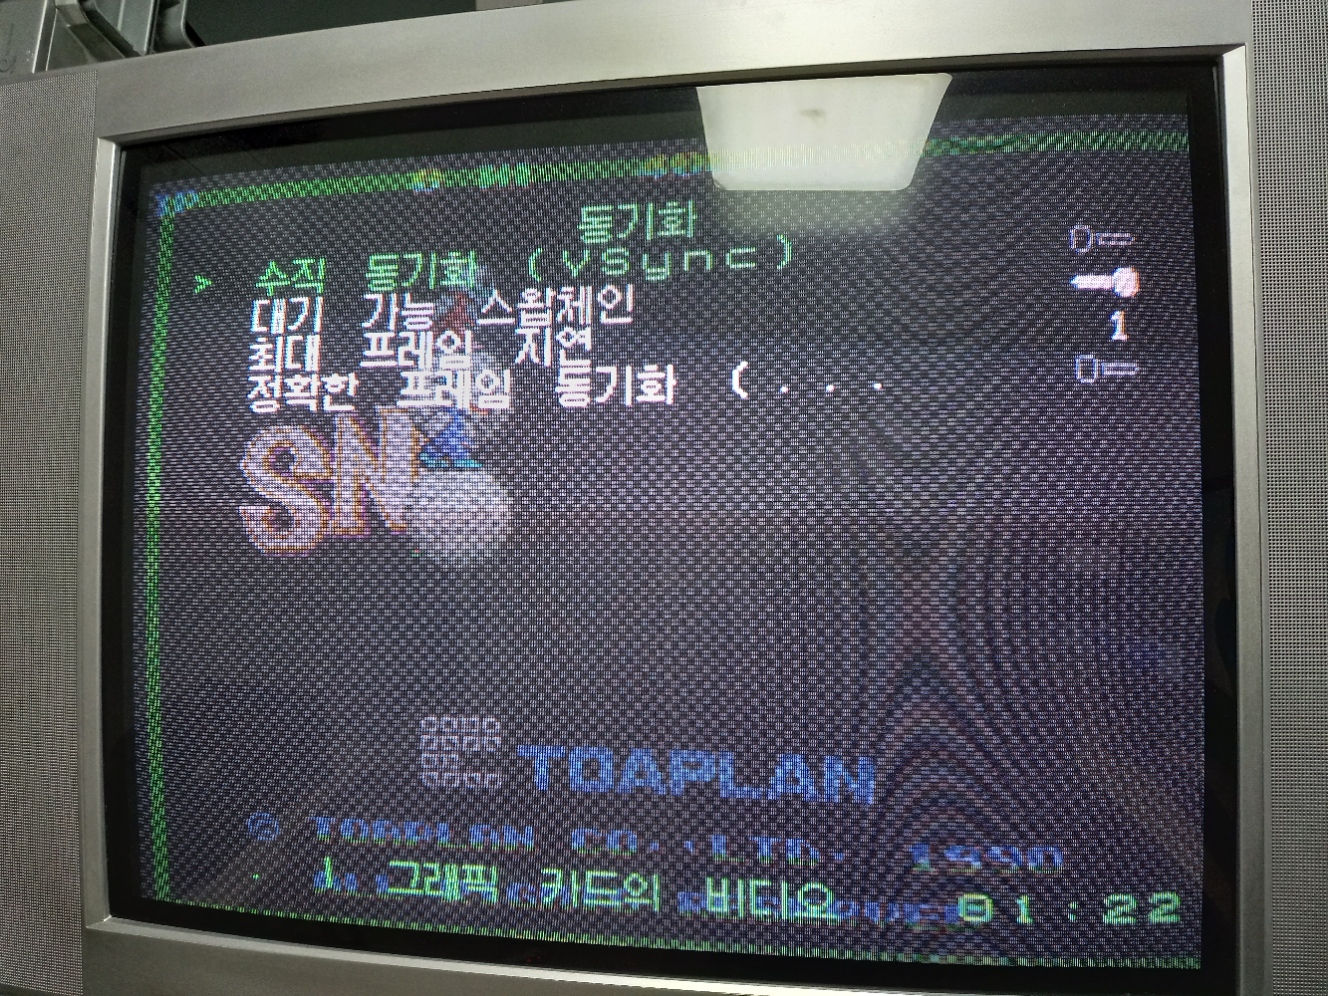 동기화
> 수직 동기화 (VSync)
대기 가능 스왑체인
최대 프레임 지연 1
정확한 프레임 동기화 (...
SN
TOAPLAN
© TOAPLAN CO., LTD. 1990
그래픽 카드의 비디오 01:22